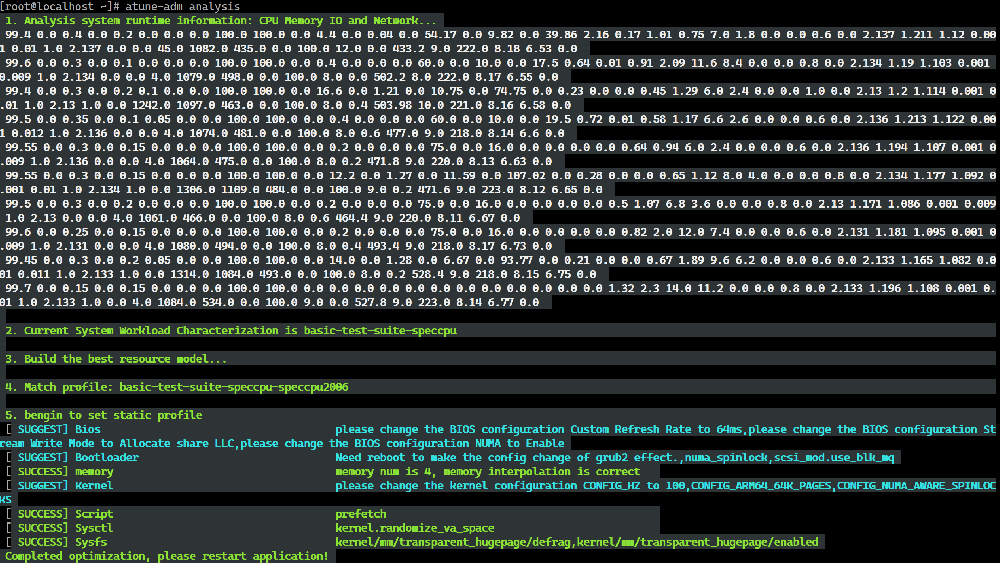 [root@localhost ~]# atune-adm analysis
1. Analysis system runtime information: CPU Memory IO and Network...
99.4 0.0 0.4 0.0 0.2 0.0 0.0 0.0 100.0 100.0 0.0 4.4 0.0 0.04 0.0 54.17 0.0 9.82 0.0 39.86 2.16 0.17 1.01 0.75 7.0 1.8 0.0 0.0 0.6 0.0 2.137 1.211 1.12 0.00
1 0.01 1.0 2.137 0.0 0.0 45.0 1082.0 435.0 0.0 100.0 12.0 0.0 433.2 9.0 222.0 8.18 6.53 0.0
99.6 0.0 0.3 0.0 0.1 0.0 0.0 0.0 100.0 100.0 0.0 0.4 0.0 0.0 0.0 60.0 0.0 10.0 0.0 17.5 0.64 0.01 0.91 2.09 11.6 8.4 0.0 0.0 0.8 0.0 2.134 1.19 1.103 0.001
0.009 1.0 2.134 0.0 0.0 4.0 1079.0 498.0 0.0 100.0 8.0 0.0 502.2 8.0 222.0 8.17 6.55 0.0
99.4 0.0 0.3 0.0 0.2 0.1 0.0 0.0 100.0 100.0 0.0 16.6 0.0 1.21 0.0 10.75 0.0 74.75 0.0 0.23 0.0 0.0 0.45 1.29 6.0 2.4 0.0 0.0 1.0 0.0 2.13 1.2 1.114 0.001 0
.01 1.0 2.13 1.0 0.0 1242.0 1097.0 463.0 0.0 100.0 8.0 0.4 503.98 10.0 221.0 8.16 6.58 0.0
99.5 0.0 0.35 0.0 0.1 0.05 0.0 0.0 100.0 100.0 0.0 0.4 0.0 0.0 0.0 60.0 0.0 10.0 0.0 19.5 0.72 0.01 0.58 1.17 6.6 2.6 0.0 0.0 0.6 0.0 2.136 1.213 1.122 0.00
1 0.012 1.0 2.136 0.0 0.0 4.0 1074.0 481.0 0.0 100.0 8.0 0.6 477.0 9.0 218.0 8.14 6.6 0.0
99.55 0.0 0.3 0.0 0.15 0.0 0.0 0.0 100.0 100.0 0.0 0.2 0.0 0.0 0.0 75.0 0.0 16.0 0.0 0.0 0.0 0.0 0.64 0.94 6.0 2.4 0.0 0.0 0.6 0.0 2.136 1.194 1.107 0.001 0
.009 1.0 2.136 0.0 0.0 4.0 1064.0 475.0 0.0 100.0 8.0 0.2 471.8 9.0 220.0 8.13 6.63 0.0
99.55 0.0 0.3 0.0 0.15 0.0 0.0 0.0 100.0 100.0 0.0 12.2 0.0 1.27 0.0 11.59 0.0 107.02 0.0 0.28 0.0 0.0 0.65 1.12 8.0 4.0 0.0 0.0 0.8 0.0 2.134 1.177 1.092 0
.001 0.01 1.0 2.134 1.0 0.0 1306.0 1109.0 484.0 0.0 100.0 9.0 0.2 471.6 9.0 223.0 8.12 6.65 0.0
99.5 0.0 0.3 0.0 0.2 0.0 0.0 0.0 100.0 100.0 0.0 0.2 0.0 0.0 0.0 75.0 0.0 16.0 0.0 0.0 0.0 0.0 0.5 1.07 6.8 3.6 0.0 0.0 0.8 0.0 2.13 1.171 1.086 0.001 0.009
1.0 2.13 0.0 0.0 4.0 1061.0 466.0 0.0 100.0 8.0 0.6 464.4 9.0 220.0 8.11 6.67 0.0
99.6 0.0 0.25 0.0 0.15 0.0 0.0 0.0 100.0 100.0 0.0 0.2 0.0 0.0 0.0 75.0 0.0 16.0 0.0 0.0 0.0 0.0 0.82 2.0 12.0 7.4 0.0 0.0 0.6 0.0 2.131 1.181 1.095 0.001 0
.009 1.0 2.131 0.0 0.0 4.0 1080.0 494.0 0.0 100.0 8.0 0.4 493.4 9.0 218.0 8.17 6.73 0.0
99.45 0.0 0.3 0.0 0.2 0.05 0.0 0.0 100.0 100.0 0.0 14.0 0.0 1.28 0.0 6.67 0.0 93.77 0.0 0.21 0.0 0.0 0.67 1.89 9.6 6.2 0.0 0.0 0.6 0.0 2.133 1.165 1.082 0.0
01 0.011 1.0 2.133 1.0 0.0 1314.0 1084.0 493.0 0.0 100.0 8.0 0.2 528.4 9.0 218.0 8.15 6.75 0.0
99.7 0.0 0.15 0.0 0.15 0.0 0.0 0.0 100.0 100.0 0.0 0.0 0.0 0.0 0.0 0.0 0.0 0.0 0.0 0.0 0.0 0.0 1.32 2.3 14.0 11.2 0.0 0.0 0.8 0.0 2.133 1.196 1.108 0.001 0.
01 1.0 2.133 1.0 0.0 4.0 1084.0 534.0 0.0 100.0 9.0 0.0 527.8 9.0 223.0 8.14 6.77 0.0
2. Current System Workload Characterization is basic-test-suite-speccpu
3. Build the best resource model...
4. Match profile: basic-test-suite-speccpu-speccpu2006
5. bengin to set static profile
[ SUGGEST] Bios please change the BIOS configuration Custom Refresh Rate to 64ms,please change the BIOS configuration St
ream Write Mode to Allocate share LLC,please change the BIOS configuration NUMA to Enable
[ SUGGEST] Bootloader Need reboot to make the config change of grub2 effect.,numa_spinlock,scsi_mod.use_blk_mq
[ SUCCESS] memory memory num is 4, memory interpolation is correct
[ SUGGEST] Kernel please change the kernel configuration CONFIG_HZ to 100,CONFIG_ARM64_64K_PAGES,CONFIG_NUMA_AWARE_SPINLOC
KS
[ SUCCESS] Script prefetch
[ SUCCESS] Sysctl kernel.randomize_va_space
[ SUCCESS] Sysfs kernel/mm/transparent_hugepage/defrag,kernel/mm/transparent_hugepage/enabled
Completed optimization, please restart application!